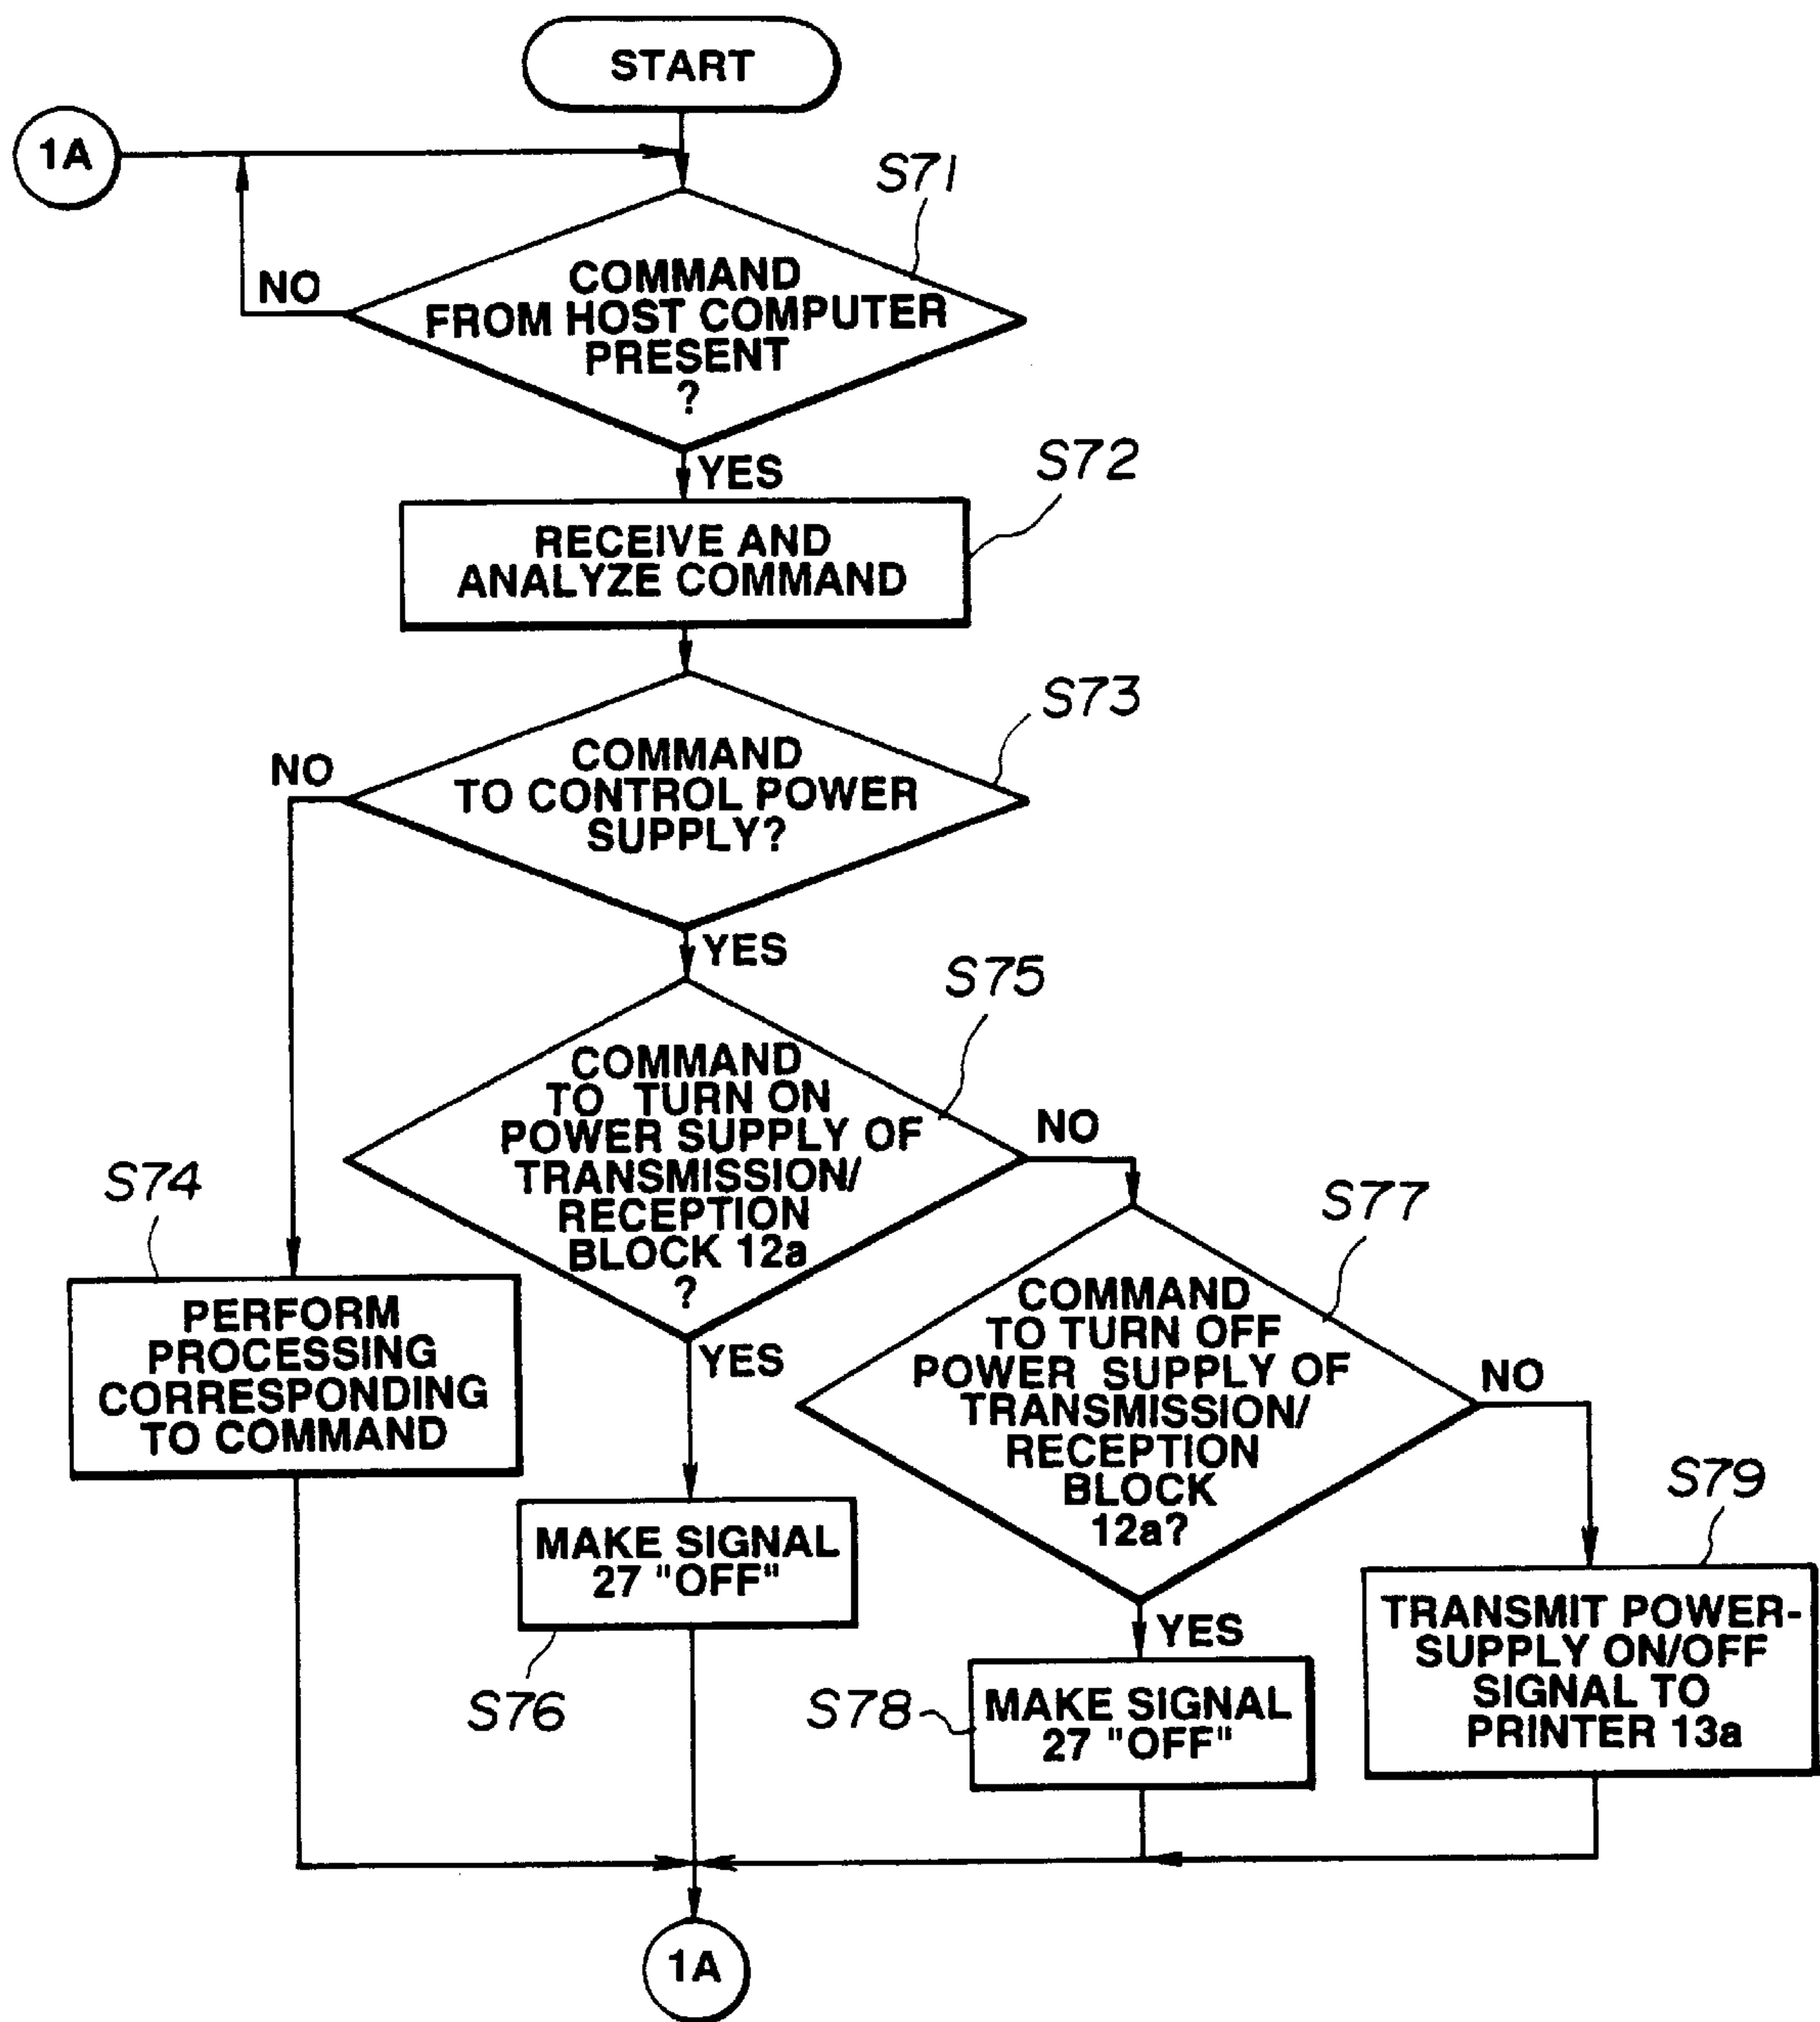 START
1A
S71
NO
COMMAND
FROM HOST COMPUTER
PRESENT
?
YES
S72
RECEIVE AND
ANALYZE COMMAND
S73
NO
COMMAND
TO CONTROL POWER
SUPPLY?
YES
S75
COMMAND
TO TURN ON
POWER SUPPLY OF
TRANSMISSION/
RECEPTION
BLOCK 12a
?
NO
S74
PERFORM
PROCESSING
CORRESPONDING
TO COMMAND
YES
S77
COMMAND
TO TURN OFF
POWER SUPPLY OF
TRANSMISSION/
RECEPTION
BLOCK
12a?
NO
S79
MAKE SIGNAL
27 "OFF"
S76
YES
S78
MAKE SIGNAL
27 "OFF"
TRANSMIT POWER-
SUPPLY ON/OFF
SIGNAL TO
PRINTER 13a
1A